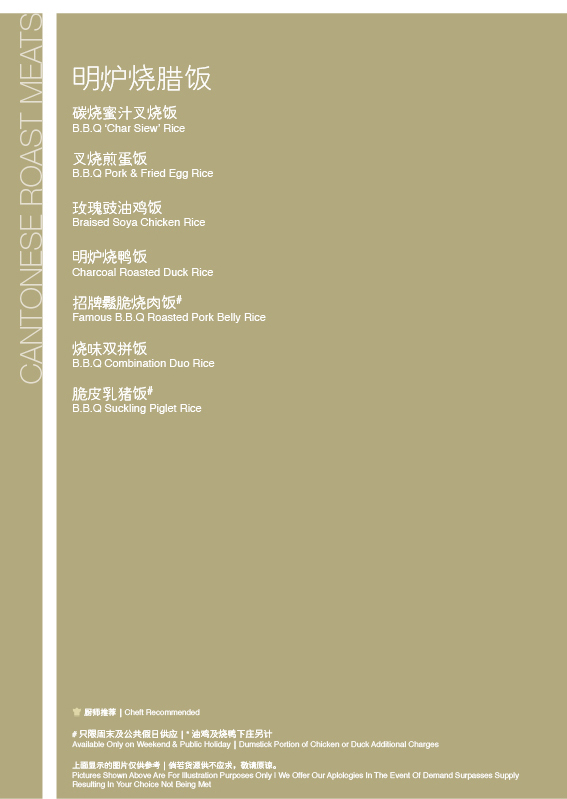 CANTONESE ROAST MEATS
明炉烧腊饭
碳烧蜜汁叉烧饭
B.B.Q ‘Char Siew’ Rice
叉烧煎蛋饭
B.B.Q Pork & Fried Egg Rice
玫瑰豉油鸡饭
Braised Soya Chicken Rice
明炉烧鸭饭
Charcoal Roasted Duck Rice
招牌鬆脆烧肉饭#
Famous B.B.Q Roasted Pork Belly Rice
烧味双拼饭
B.B.Q Combination Duo Rice
脆皮乳猪饭#
B.B.Q Suckling Piglet Rice
厨师推荐 | Cheft Recommended
# 只限周末及公共假日供应 | * 油鸡及烧鸭下庄另计
Available Only on Weekend & Public Holiday | Dumstick Portion of Chicken or Duck Additional Charges
上画显示的图片仅供参考 | 倘若货源供不应求，敬请原谅。
Pictures Shown Above Are For Illustration Purposes Only I We Offer Our Aplologies In The Event Of Demand Surpasses Supply
Resulting In Your Choice Not Being Met